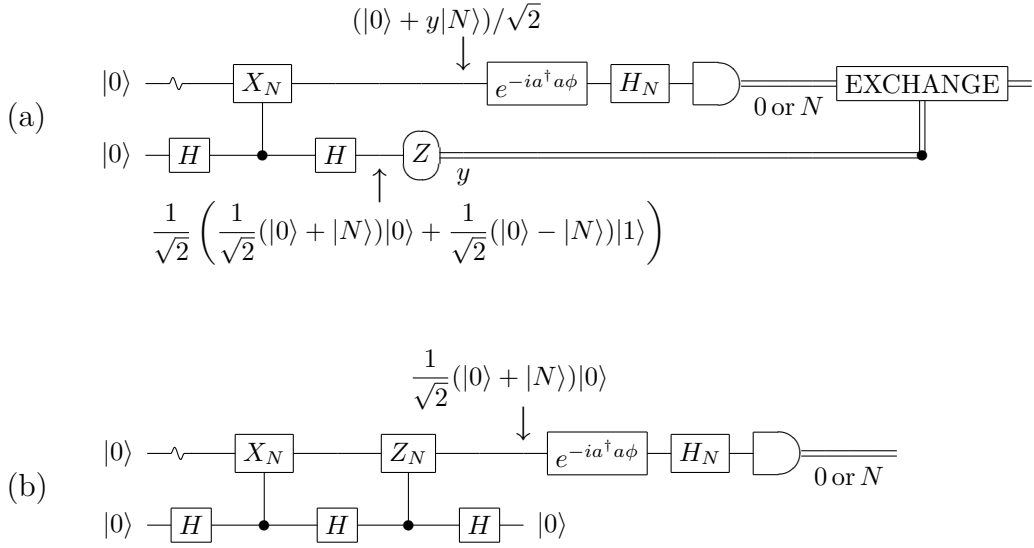 (|0⟩ + y|N⟩)/√2
(a)
|0⟩ X_N e^{-ia†aφ} H_N 0 or N EXCHANGE
|0⟩ H H Z y
1/√2 ( 1/√2 (|0⟩ + |N⟩)|0⟩ + 1/√2 (|0⟩ − |N⟩)|1⟩ )
1/√2 (|0⟩ + |N⟩)|0⟩
(b)
|0⟩ X_N Z_N e^{-ia†aφ} H_N 0 or N
|0⟩ H H H |0⟩